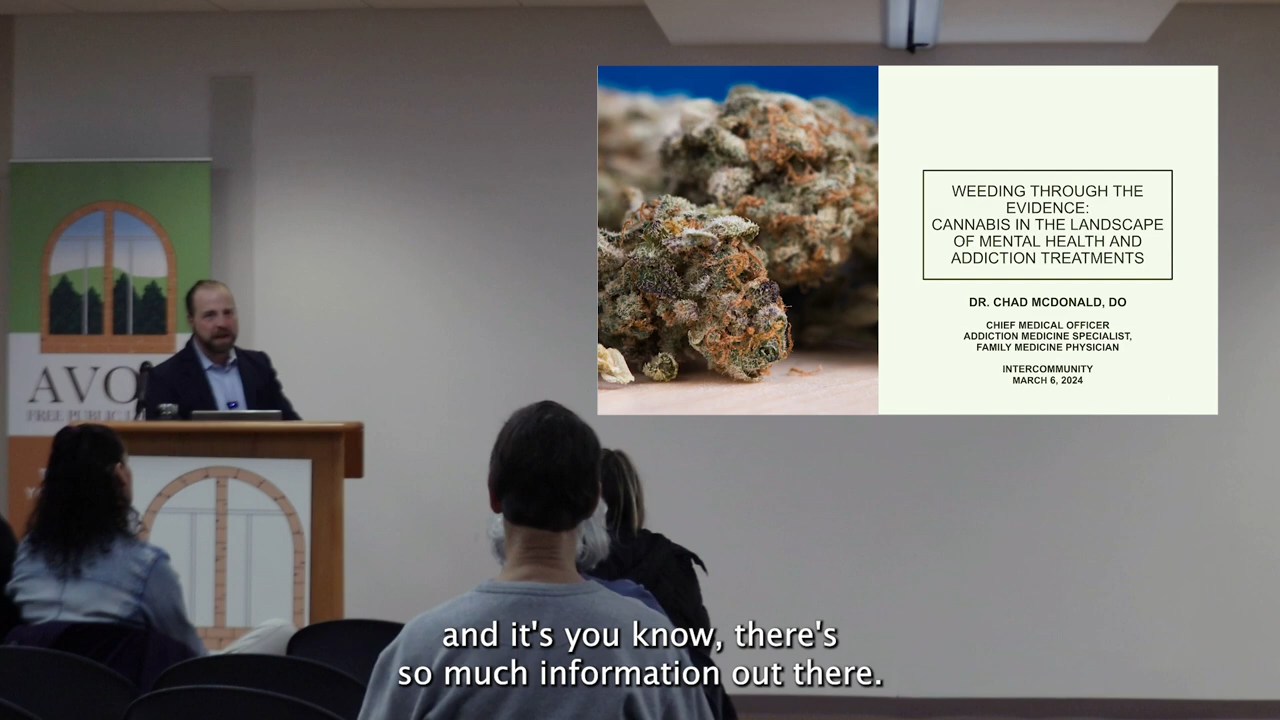 WEEDING THROUGH THE
EVIDENCE:
CANNABIS IN THE LANDSCAPE
OF MENTAL HEALTH AND
ADDICTION TREATMENTS
DR. CHAD MCDONALD, DO
CHIEF MEDICAL OFFICER
ADDICTION MEDICINE SPECIALIST,
FAMILY MEDICINE PHYSICIAN
INTERCOMMUNITY
MARCH 6, 2024
AVO
FREE PUBLIC
and it's you know, there's
so much information out there.